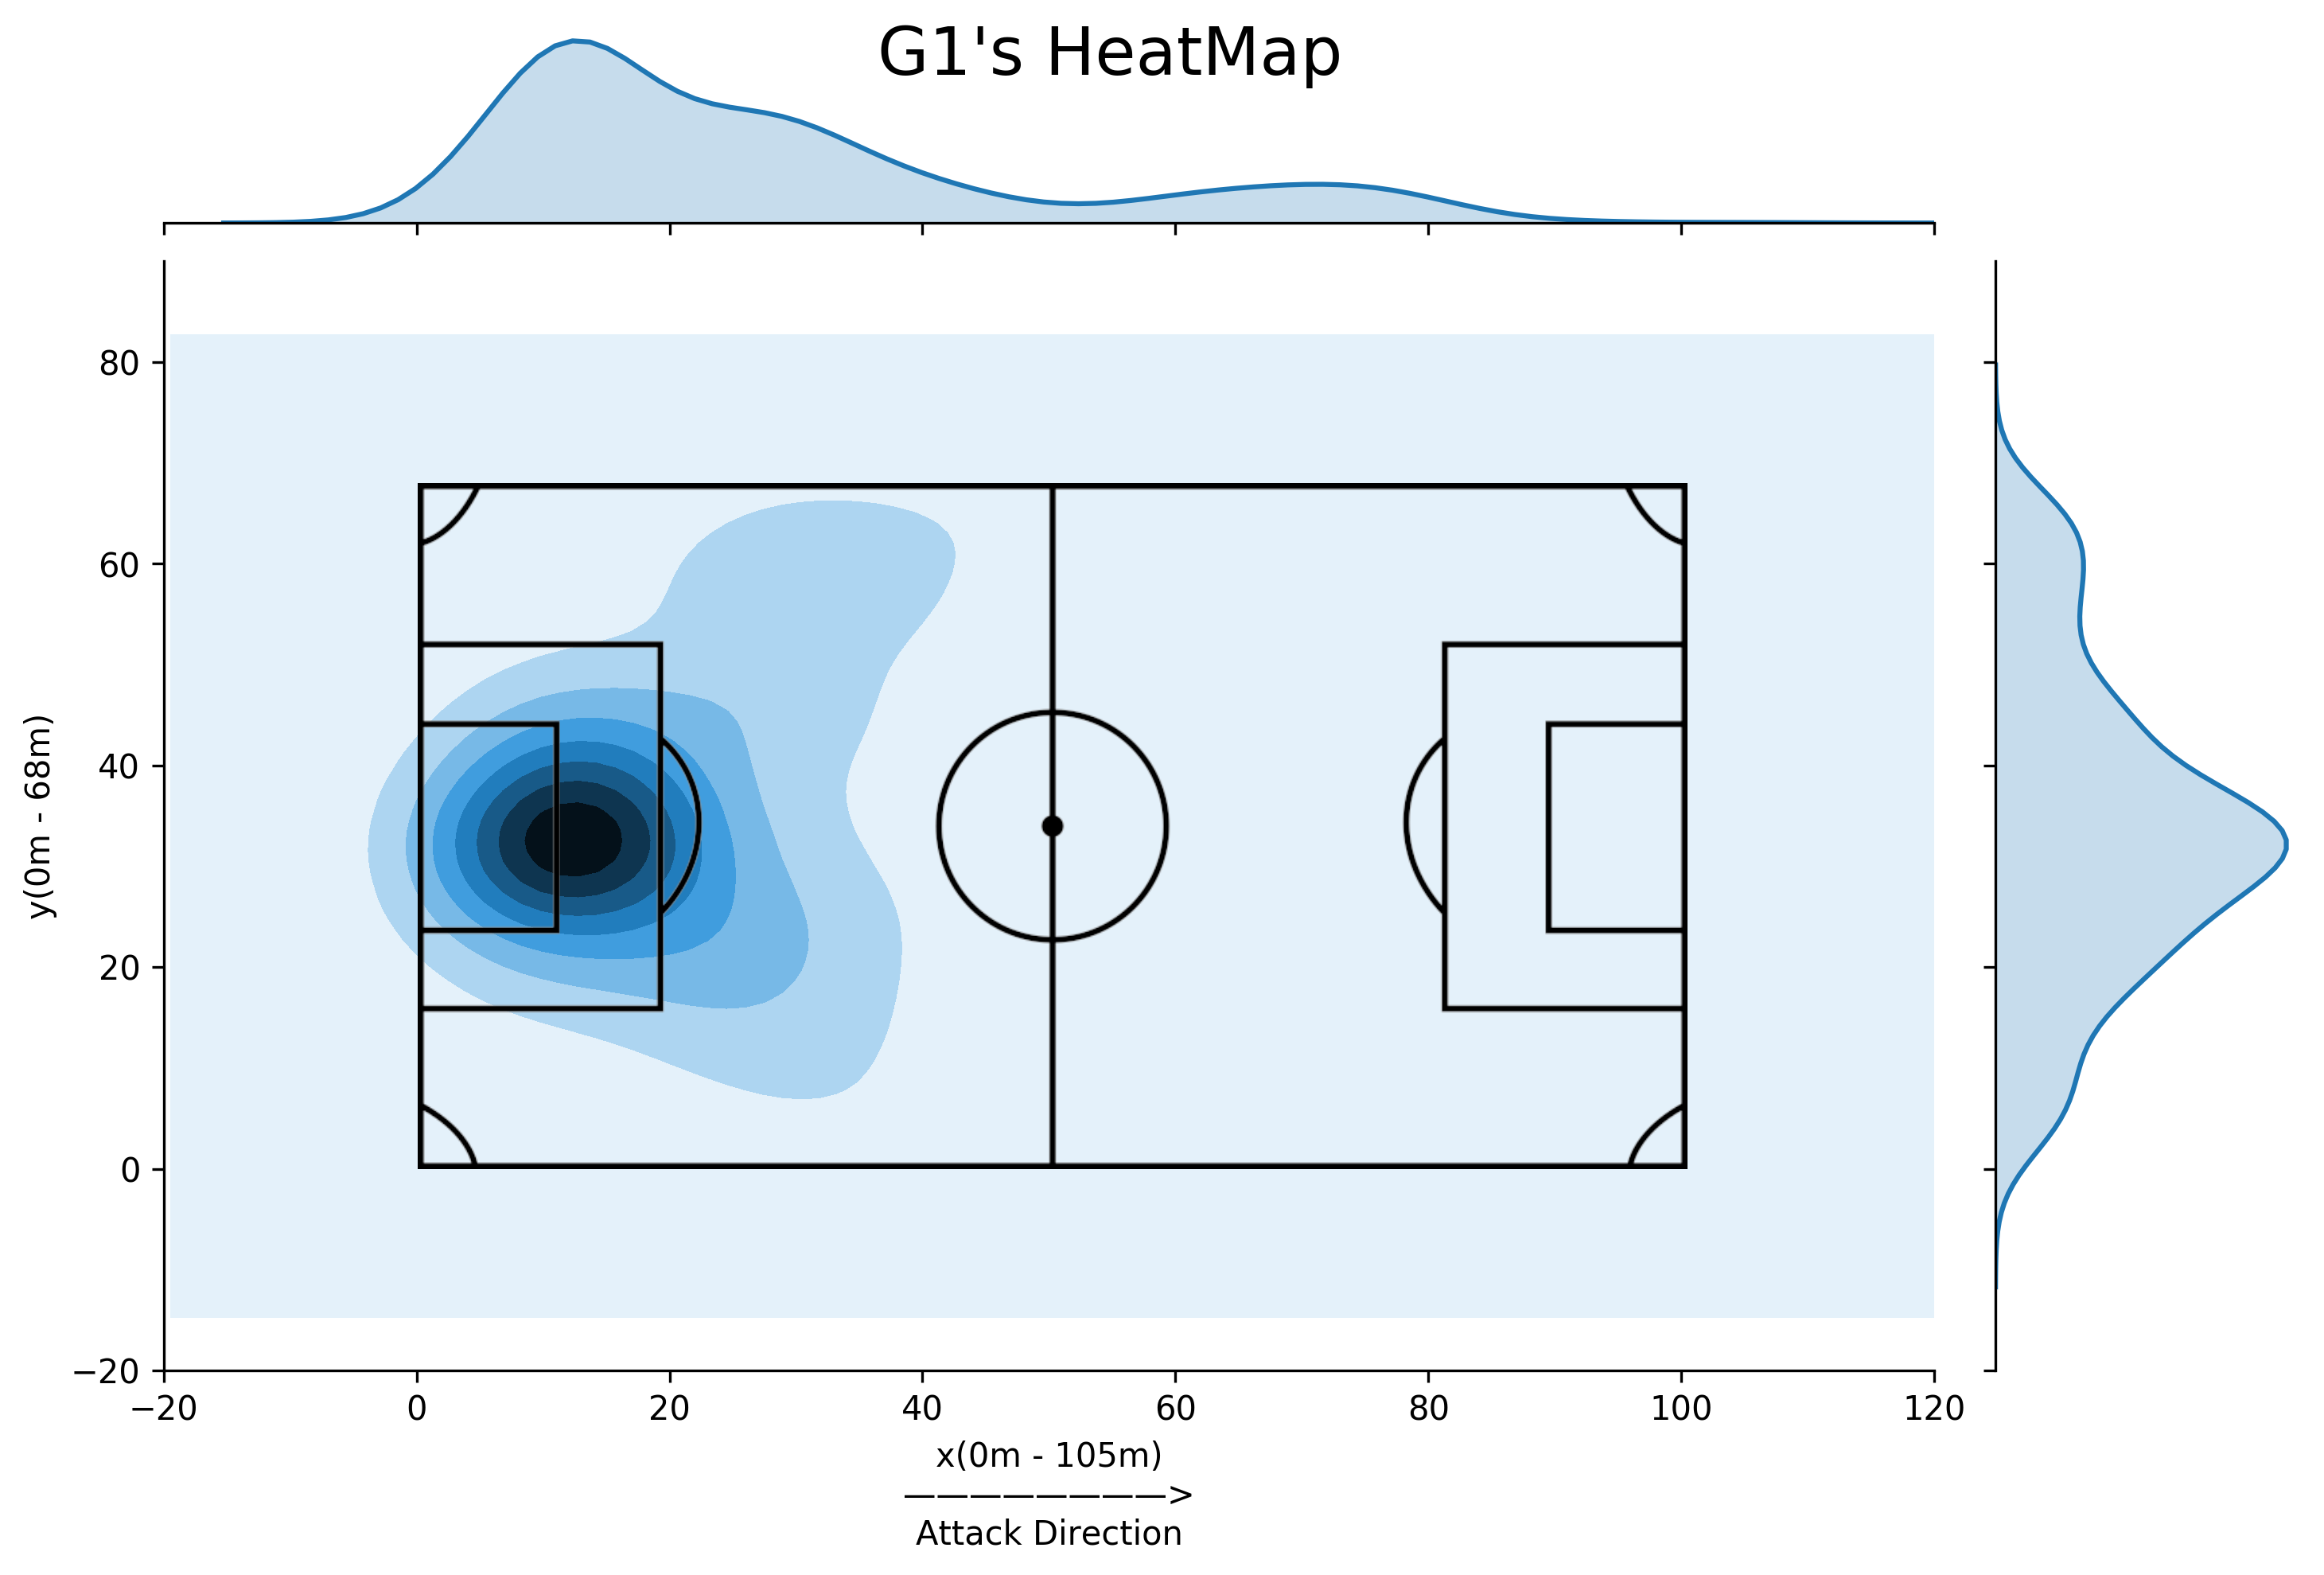 G1's HeatMap
80
60
40
20
0
−20
y(0m - 68m)
−20 0 20 40 60 80 100 120
x(0m - 105m)
————————>
Attack Direction